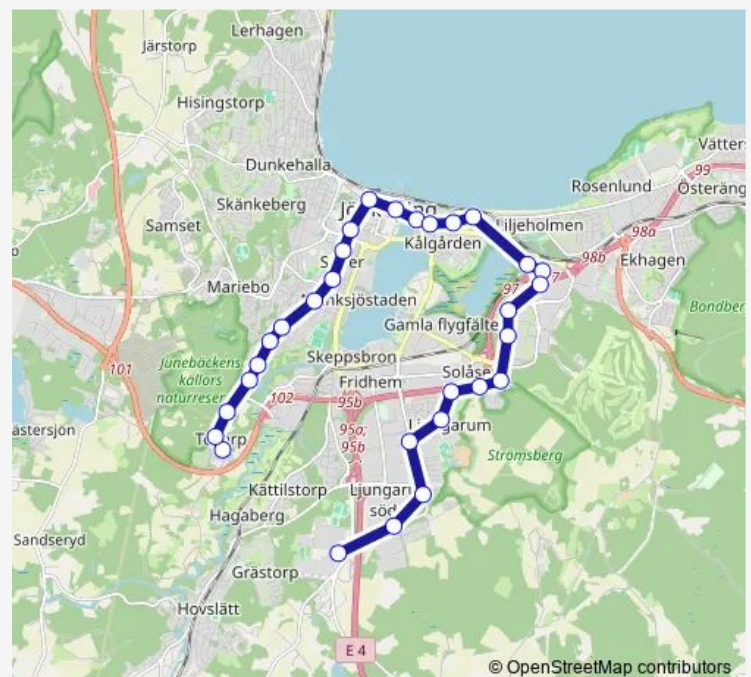 Lerhagen
Järstorp
Hisingstorp
Vätter
99
Dunkehalla
Rosenlund
Österäng
Skänkeberg
Samset
Liljeholmen
98a
Kålgården
98b
Ekhagen
Mariebo
97
Bondber
Gamla flygfälte
Junebäckens
källors
naturreser
101
Skeppsbron
Solåse
Fridhem
102
95b
95a;
95b
Strömsberg
Kättilstorp
Ljungaru
söd
Hagaberg
Sandseryd
Grästorp
Hovslätt
E 4
© OpenStreetMap contributors